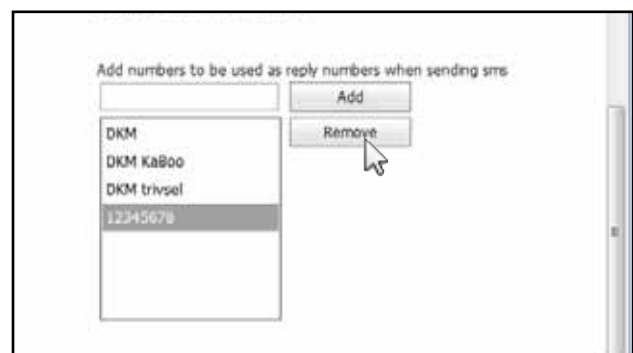 Add numbers to be used as reply numbers when sending sms
Add
Remove
DKM
DKM KaBoo
DKM trivsel
12345678